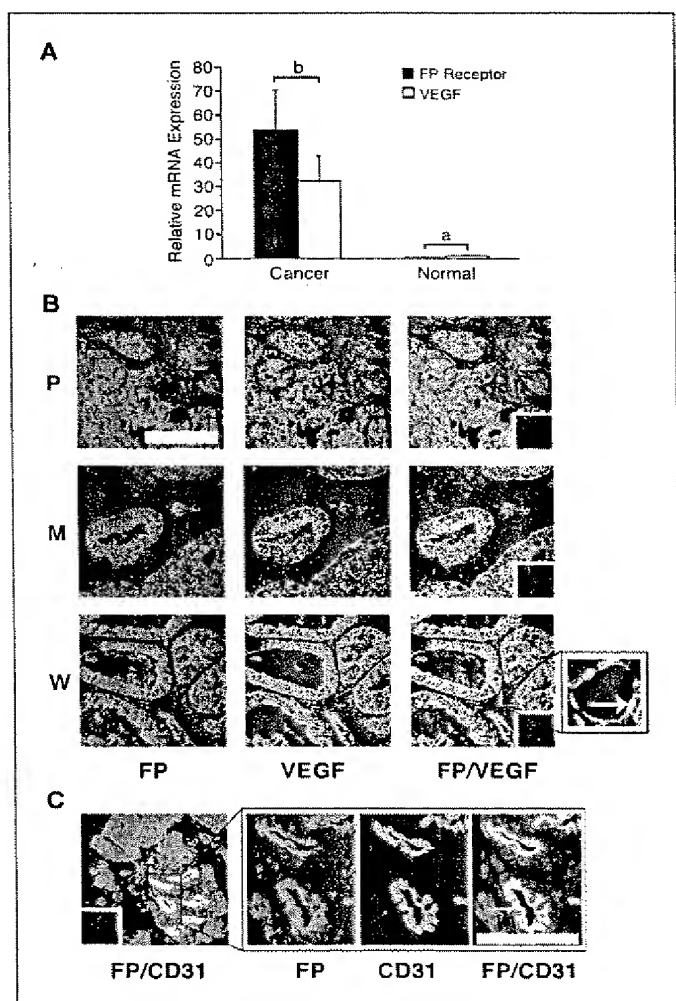 A
b
FP Receptor
VEGF
Relative mRNA Expression
80
70
60
50
40
30
20
10
0
a
Cancer Normal
B
P
M
W
FP VEGF FP/VEGF
C
FP/CD31 FP CD31 FP/CD31